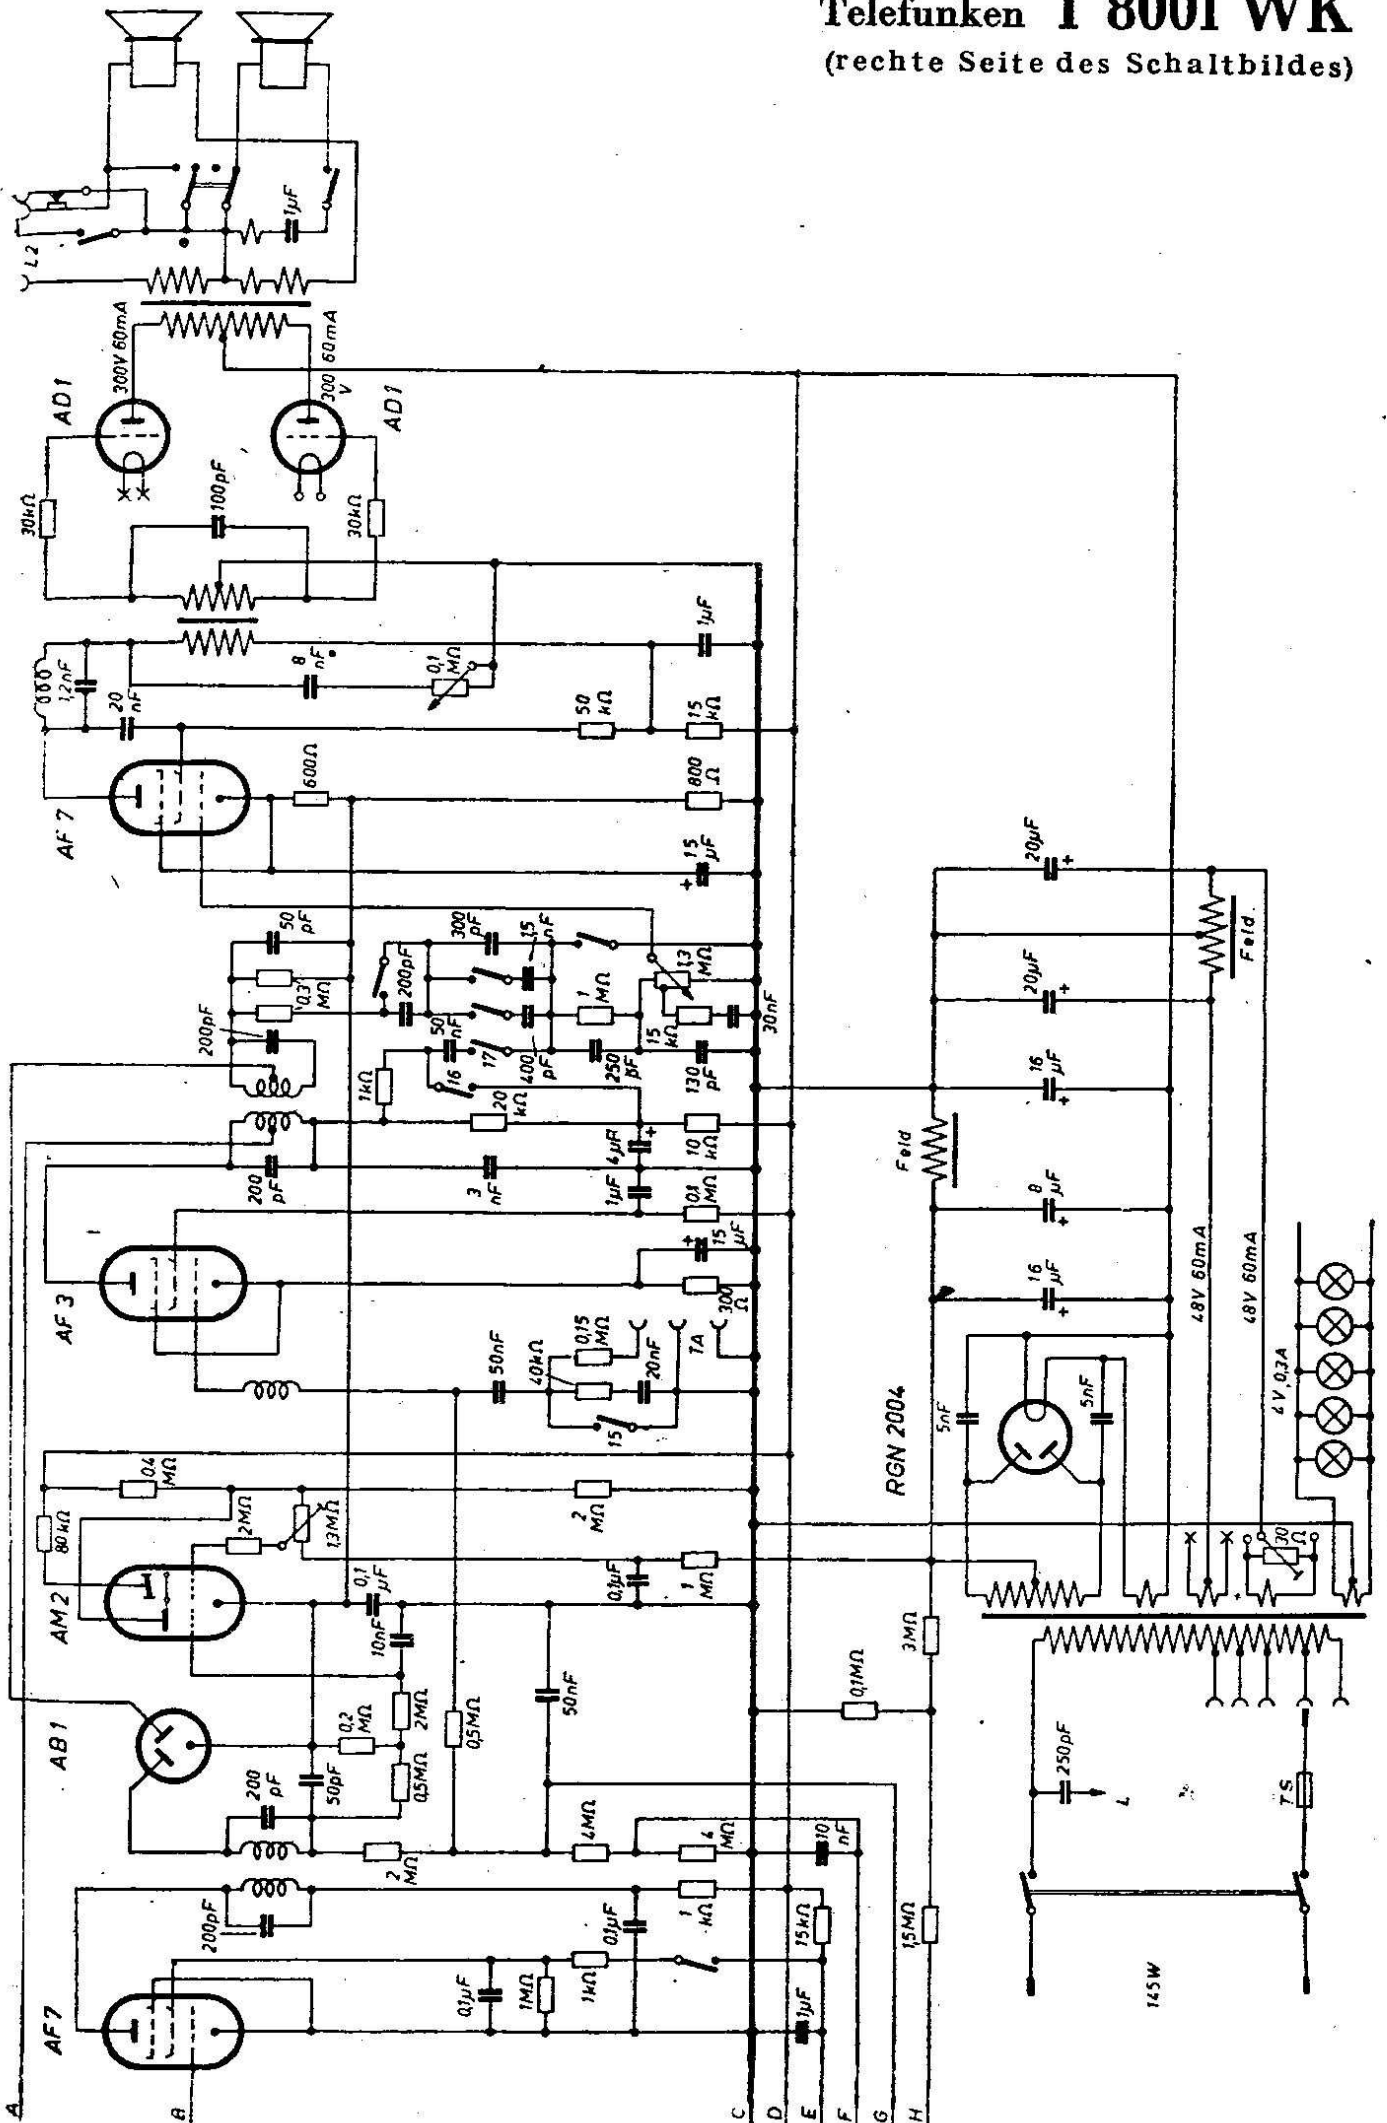 Telefunken T 8001 WK
(rechte Seite des Schaltbildes)
L2
1µF
300V 60mA
300 60mA
V
AD1
AD1
30kΩ
100pF
30kΩ
1,2nF
20
nF
8
nF
0,1
MΩ
1µF
50
kΩ
15
kΩ
AF7
600Ω
800
Ω
15
µF
+
50
pF
0,3
MΩ
200pF
200pF
300
pF
1,5
nF
1
MΩ
1,3
MΩ
15
kΩ
30nF
1kΩ
50
nF
16
17
400
pF
250
pF
130
pF
20
kΩ
4µF
+
10
kΩ
200
pF
3
nF
1µF
0,1
MΩ
AF3
+
15
µF
300
Ω
50nF
40kΩ
0,15
MΩ
20nF
TA
15
0,4
MΩ
80kΩ
2MΩ
1,3MΩ
2
MΩ
AM2
0,1
µF
10nF
0,1µF
1
MΩ
AB1
0,2
MΩ
2MΩ
0,5MΩ
50nF
200
pF
50pF
0,5MΩ
2
MΩ
4MΩ
4
MΩ
10
nF
200pF
0,1µF
1
kΩ
15kΩ
AF7
0,1µF
1MΩ
1kΩ
1µF
A
B
C
D
E
F
G
H
20µF
+
Feld
20µF
+
16
µF
+
Feld
8
µF
+
16
µF
+
48V 60mA
48V 60mA
4V,0,3A
RGN 2004
5nF
5nF
30
Ω
3MΩ
0,1MΩ
1,5MΩ
250pF
L
T.S.
145W